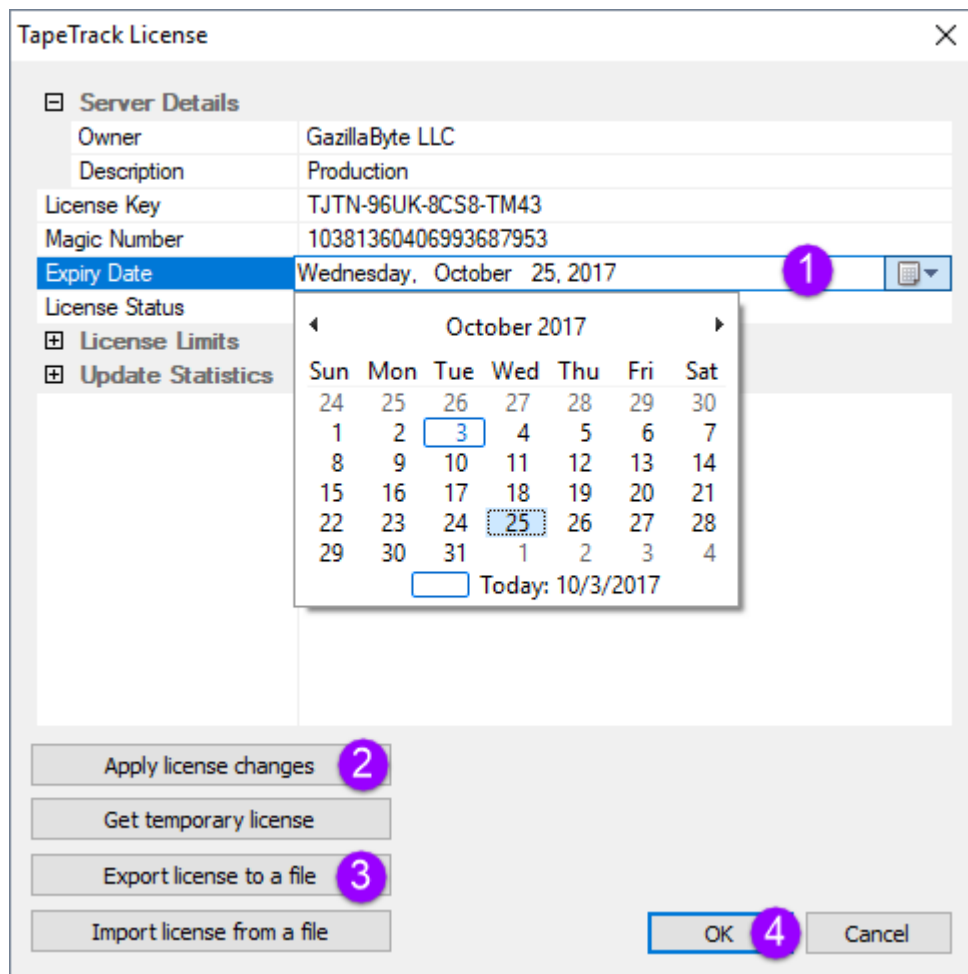 TapeTrack License
Server Details
Owner GazillaByte LLC
Description Production
License Key TJTN-96UK-8CS8-TM43
Magic Number 10381360406993687953
Expiry Date Wednesday, October 25, 2017 1
License Status
License Limits
Update Statistics
October 2017
Sun Mon Tue Wed Thu Fri Sat
24 25 26 27 28 29 30
1 2 3 4 5 6 7
8 9 10 11 12 13 14
15 16 17 18 19 20 21
22 23 24 25 26 27 28
29 30 31 1 2 3 4
Today: 10/3/2017
Apply license changes 2
Get temporary license
Export license to a file 3
Import license from a file
OK 4 Cancel